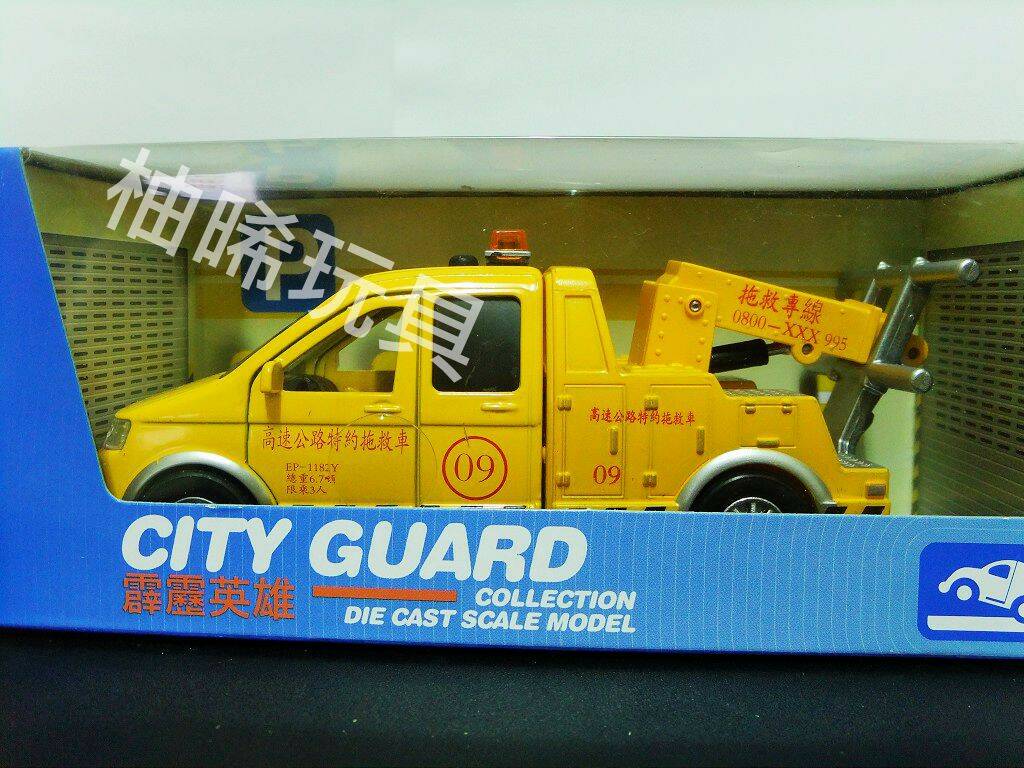 柚晞玩具
P
拖救專線
0800-XXX 995
高速公路特約拖救車
EP-1182Y
總重6.7噸
限乘3人
09
高速公路特約拖救車
09
CITY GUARD
霹靂英雄
COLLECTION
DIE CAST SCALE MODEL